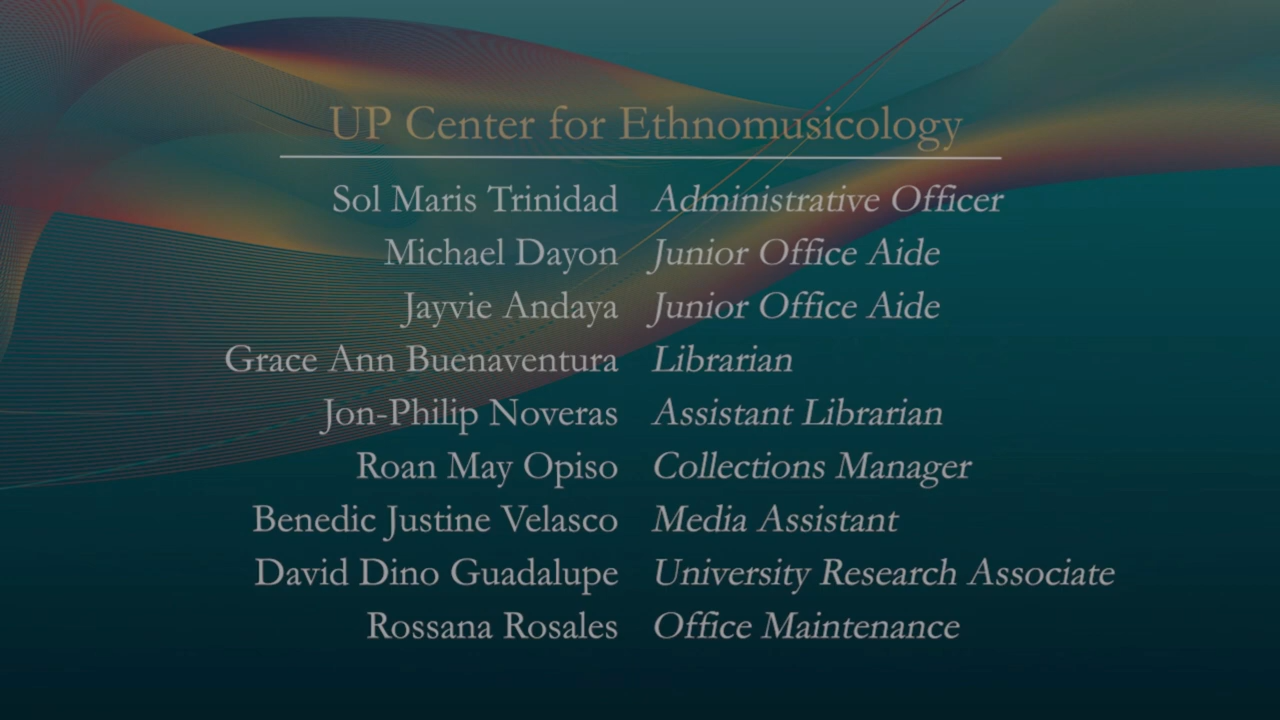 UP Center for Ethnomusicology
Sol Maris Trinidad Administrative Officer
Michael Dayon Junior Office Aide
Jayvie Andaya Junior Office Aide
Grace Ann Buenaventura Librarian
Jon-Philip Noveras Assistant Librarian
Roan May Opiso Collections Manager
Benedic Justine Velasco Media Assistant
David Dino Guadalupe University Research Associate
Rossana Rosales Office Maintenance